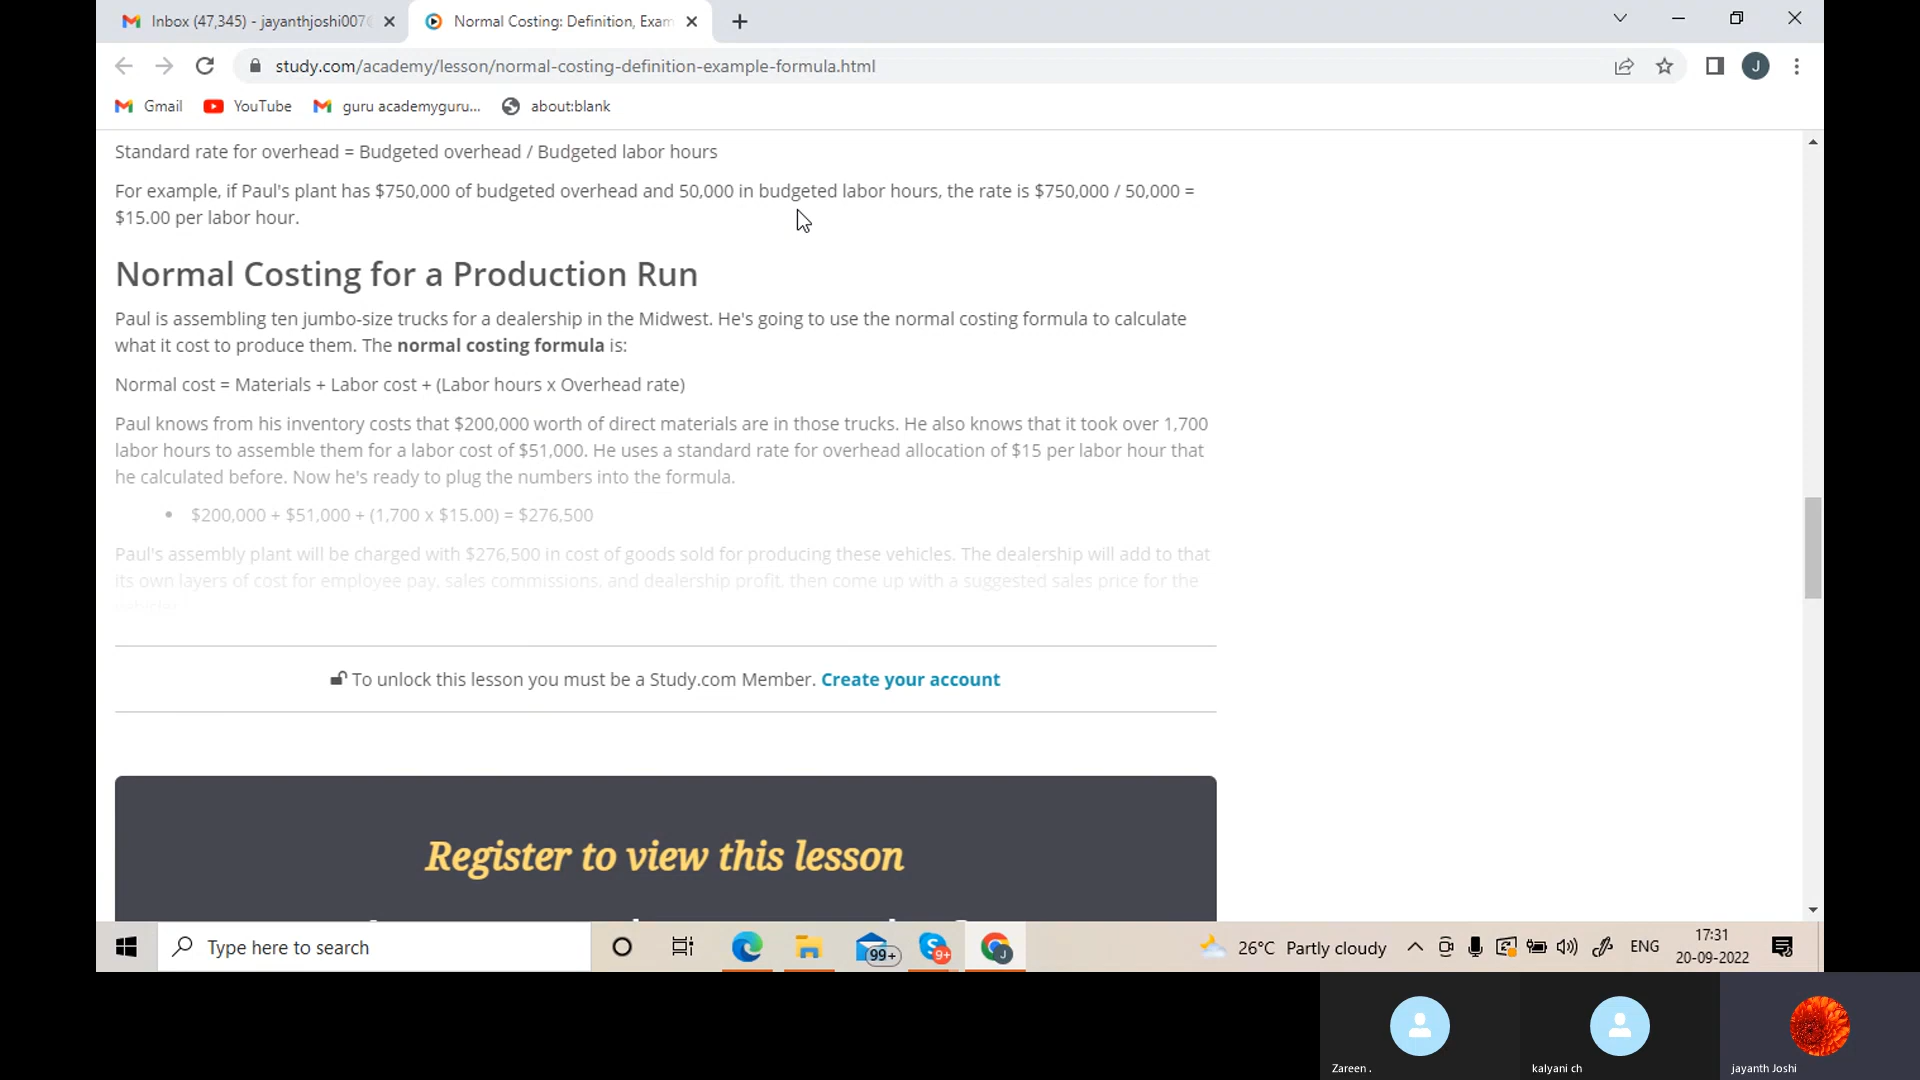 Inbox (47,345) - jayanthjoshi007
Normal Costing: Definition, Exam
study.com/academy/lesson/normal-costing-definition-example-formula.html
J
Gmail
YouTube
guru academyguru...
about:blank
Standard rate for overhead = Budgeted overhead / Budgeted labor hours
For example, if Paul's plant has $750,000 of budgeted overhead and 50,000 in budgeted labor hours, the rate is $750,000 / 50,000 =
$15.00 per labor hour.
Normal Costing for a Production Run
Paul is assembling ten jumbo-size trucks for a dealership in the Midwest. He's going to use the normal costing formula to calculate
what it cost to produce them. The normal costing formula is:
Normal cost = Materials + Labor cost + (Labor hours x Overhead rate)
Paul knows from his inventory costs that $200,000 worth of direct materials are in those trucks. He also knows that it took over 1,700
labor hours to assemble them for a labor cost of $51,000. He uses a standard rate for overhead allocation of $15 per labor hour that
he calculated before. Now he's ready to plug the numbers into the formula.
• $200,000 + $51,000 + (1,700 x $15.00) = $276,500
Paul's assembly plant will be charged with $276,500 in cost of goods sold for producing these vehicles. The dealership will add to that
its own layers of cost for employee pay, sales commissions, and dealership profit, then come up with a suggested sales price for the
To unlock this lesson you must be a Study.com Member. Create your account
Register to view this lesson
Type here to search
99+
9+
J
26°C Partly cloudy
ENG
17:31
20-09-2022
Zareen .
kalyani ch
jayanth Joshi